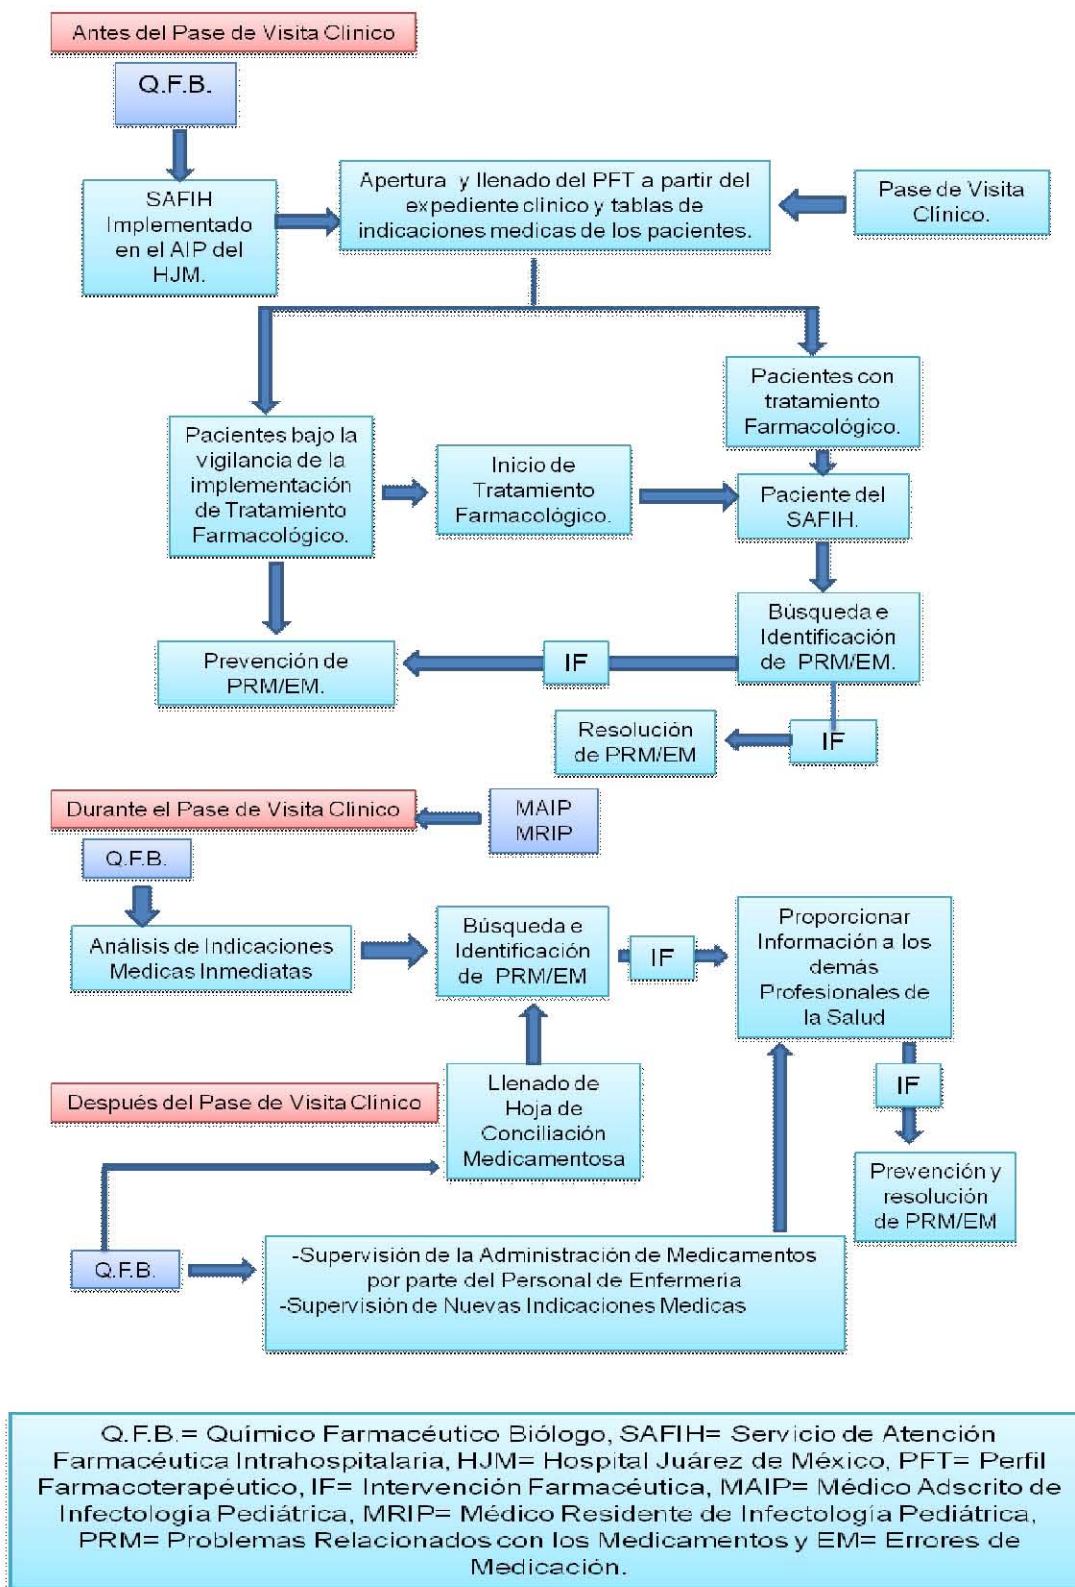 Antes del Pase de Visita Clínico
Q.F.B.
SAFIH
Implementado
en el AIP del
HJM.
Apertura y llenado del PFT a partir del
expediente clínico y tablas de
indicaciones medicas de los pacientes.
Pase de Visita
Clínico.
Pacientes con
tratamiento
Farmacológico.
Pacientes bajo la
vigilancia de la
implementación
de Tratamiento
Farmacológico.
Inicio de
Tratamiento
Farmacológico.
Paciente del
SAFIH.
Búsqueda e
Identificación
de PRM/EM.
IF
Prevención de
PRM/EM.
Resolución
de PRM/EM
IF
Durante el Pase de Visita Clínico
MAIP
MRIP
Q.F.B.
Análisis de Indicaciones
Medicas Inmediatas
Búsqueda e
Identificación
de PRM/EM
IF
Proporcionar
Información a los
demás
Profesionales de
la Salud
IF
Prevención y
resolución
de PRM/EM
Después del Pase de Visita Clínico
Llenado de
Hoja de
Conciliación
Medicamentosa
Q.F.B.
-Supervisión de la Administración de Medicamentos
por parte del Personal de Enfermería
-Supervisión de Nuevas Indicaciones Medicas
Q.F.B.= Químico Farmacéutico Biólogo, SAFIH= Servicio de Atención
Farmacéutica Intrahospitalaria, HJM= Hospital Juárez de México, PFT= Perfil
Farmacoterapéutico, IF= Intervención Farmacéutica, MAIP= Médico Adscrito de
Infectología Pediátrica, MRIP= Médico Residente de Infectología Pediátrica,
PRM= Problemas Relacionados con los Medicamentos y EM= Errores de
Medicación.